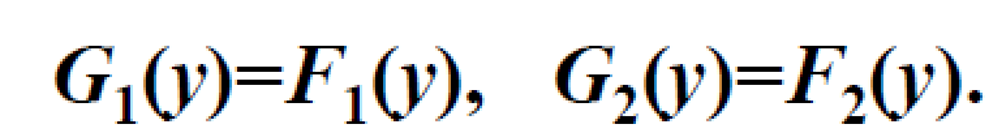 G₁(y)=F₁(y), G₂(y)=F₂(y).